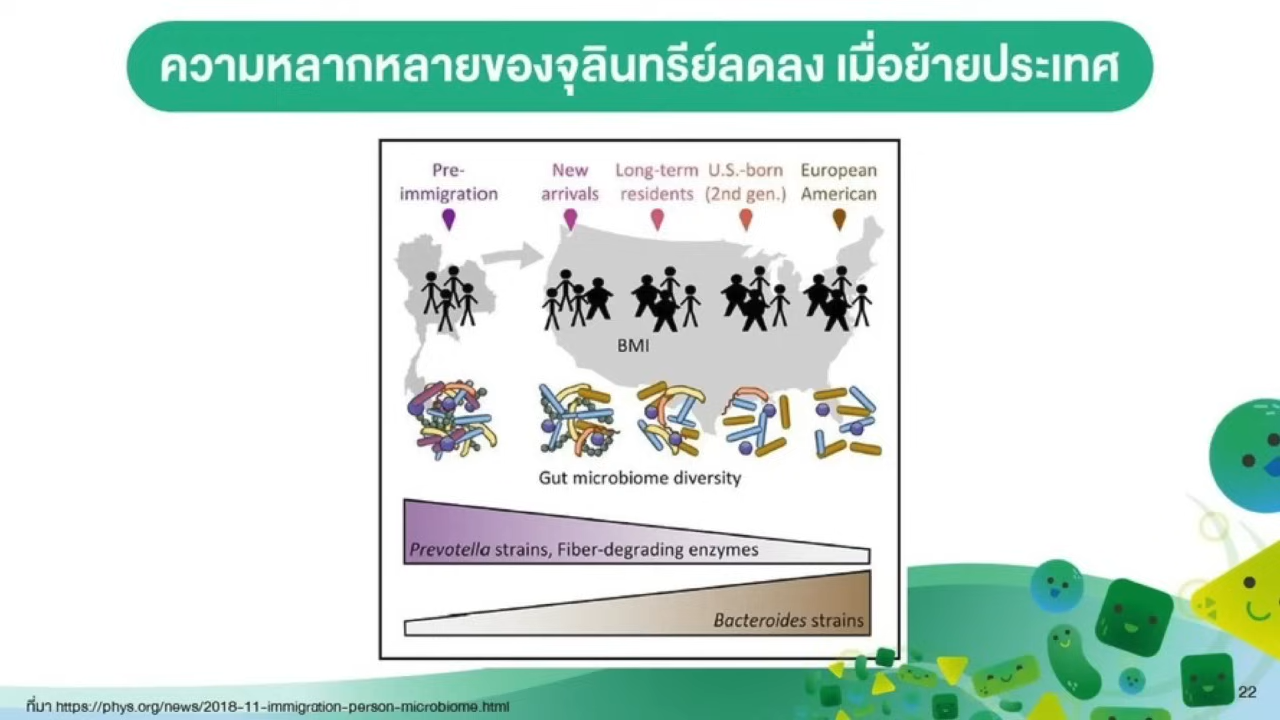 ความหลากหลายของจุลินทรีย์ลดลง เมื่อย้ายประเทศ
Pre-
immigration
New
arrivals
Long-term
residents
U.S.-born
(2nd gen.)
European
American
BMI
Gut microbiome diversity
Prevotella strains, Fiber-degrading enzymes
Bacteroides strains
ที่มา https://phys.org/news/2018-11-immigration-person-microbiome.html
22